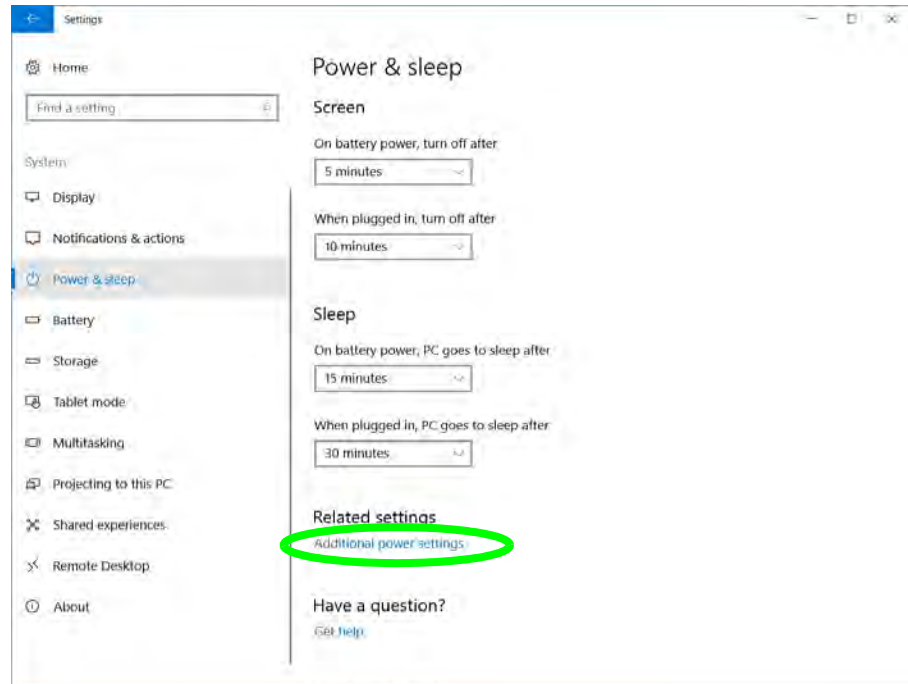 Settings
Home
Find a setting
System
Display
Notifications & actions
Power & sleep
Battery
Storage
Tablet mode
Multitasking
Projecting to this PC
Shared experiences
Remote Desktop
About
Power & sleep
Screen
On battery power, turn off after
5 minutes
When plugged in, turn off after
10 minutes
Sleep
On battery power, PC goes to sleep after
15 minutes
When plugged in, PC goes to sleep after
30 minutes
Related settings
Additional power settings
Have a question?
Get help